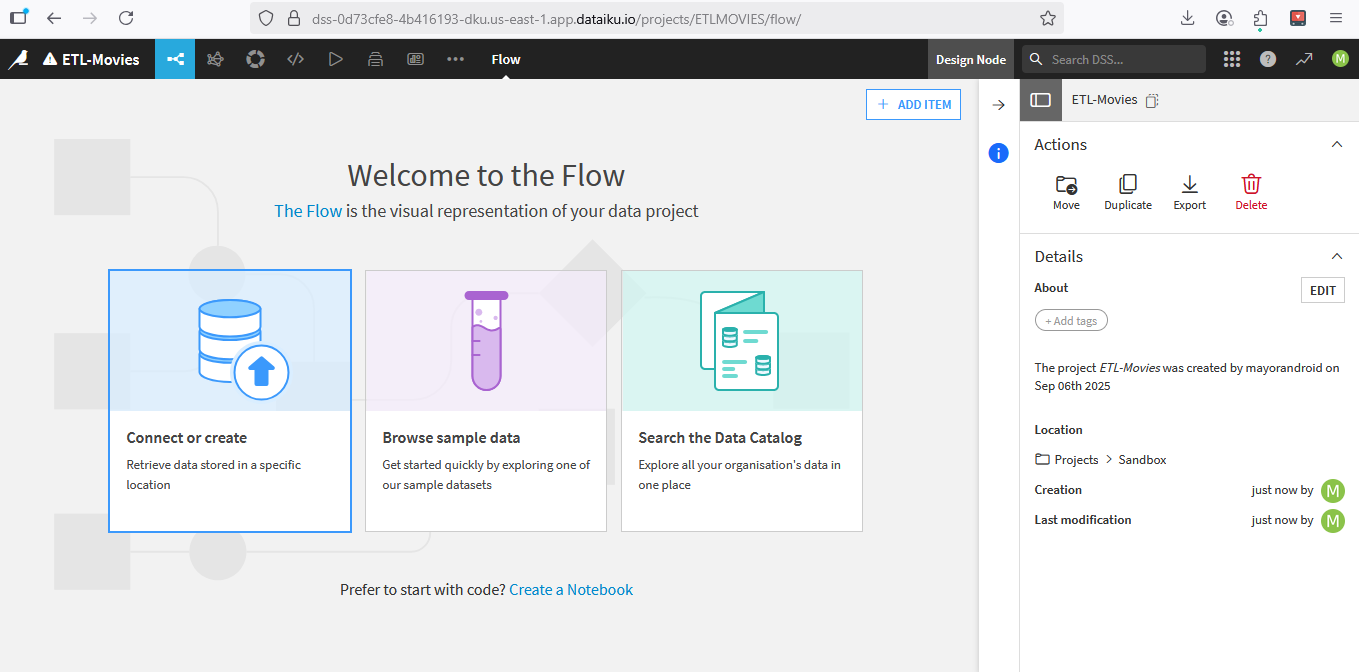 dss-0d73cfe8-4b416193-dku.us-east-1.app.dataiku.io/projects/ETLMOVIES/flow/
ETL-Movies
Flow
Design Node
Search DSS...
?
M
+ ADD ITEM
ETL-Movies
i
Actions
Move
Duplicate
Export
Delete
Welcome to the Flow
The Flow is the visual representation of your data project
Details
About
EDIT
+ Add tags
The project ETL-Movies was created by mayorandroid on
Sep 06th 2025
Location
Projects > Sandbox
Creation
just now by M
Last modification
just now by M
Connect or create
Retrieve data stored in a specific
location
Browse sample data
Get started quickly by exploring one of
our sample datasets
Search the Data Catalog
Explore all your organisation's data in
one place
Prefer to start with code? Create a Notebook